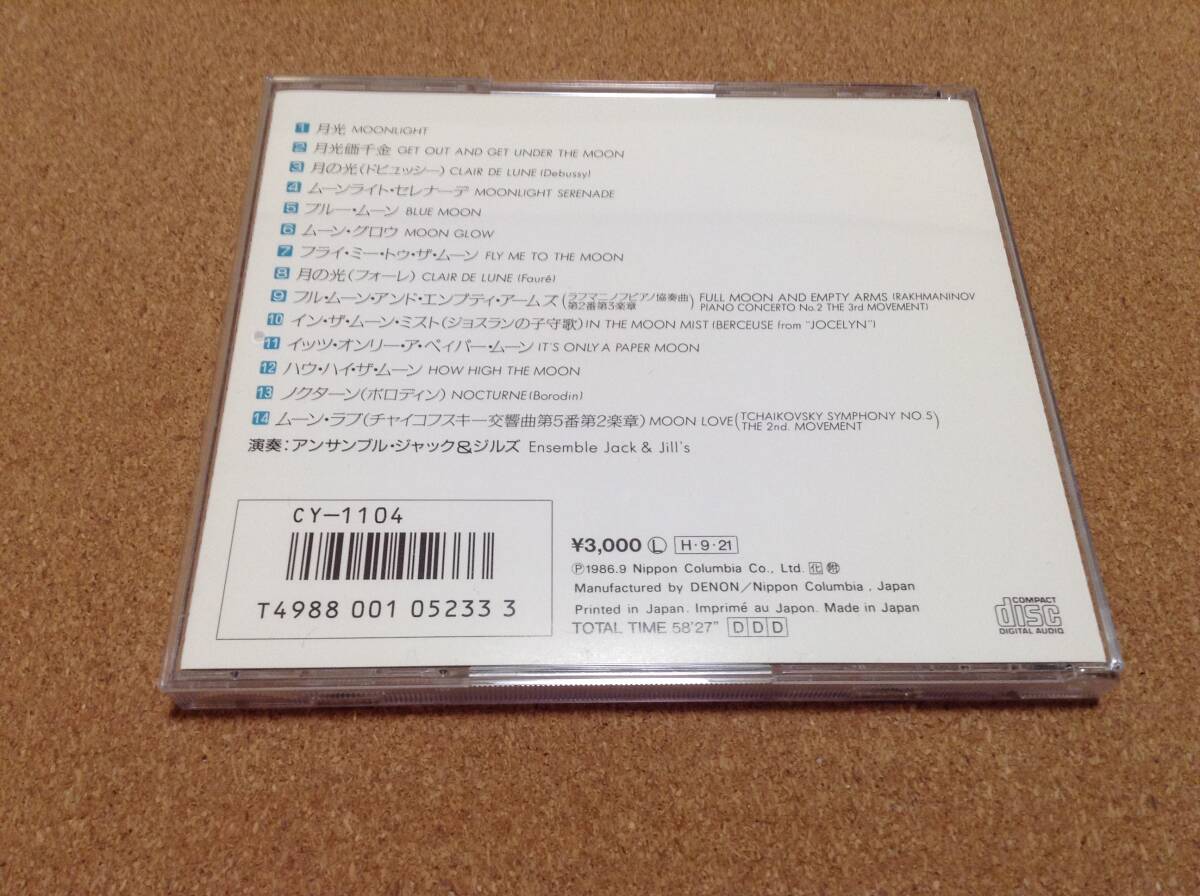 1 月光 MOONLIGHT
2 月光価千金 GET OUT AND GET UNDER THE MOON
3 月の光(ドビュッシー) CLAIR DE LUNE (Debussy)
4 ムーンライト・セレナーデ MOONLIGHT SERENADE
5 ブルー・ムーン BLUE MOON
6 ムーン・グロウ MOON GLOW
7 フライ・ミー・トゥ・ザ・ムーン FLY ME TO THE MOON
8 月の光(フォーレ) CLAIR DE LUNE (Fauré)
9 フル・ムーン・アンド・エンプティ・アームズ(ラフマニノフピアノ協奏曲 第2番第3楽章) FULL MOON AND EMPTY ARMS (RAKHMANINOV
PIANO CONCERTO No.2 THE 3rd MOVEMENT)
10 イン・ザ・ムーン・ミスト(ジョスランの子守歌) IN THE MOON MIST (BERCEUSE from "JOCELYN")
11 イッツ・オンリー・ア・ペイパー・ムーン IT'S ONLY A PAPER MOON
12 ハウ・ハイ・ザ・ムーン HOW HIGH THE MOON
13 ノクターン(ボロディン) NOCTURNE (Borodin)
14 ムーン・ラブ(チャイコフスキー交響曲第5番第2楽章) MOON LOVE (TCHAIKOVSKY SYMPHONY NO 5
THE 2nd. MOVEMENT)
演奏:アンサンブル・ジャック&ジルズ Ensemble Jack & Jill's
CY-1104
T4988 001 05233 3
¥3,000 Ⓛ H・9・21
Ⓟ1986.9 Nippon Columbia Co., Ltd. 化
Manufactured by DENON/Nippon Columbia, Japan
Printed in Japan. Imprimé au Japon. Made in Japan
TOTAL TIME 58'27" D D D
COMPACT
disc
DIGITAL AUDIO